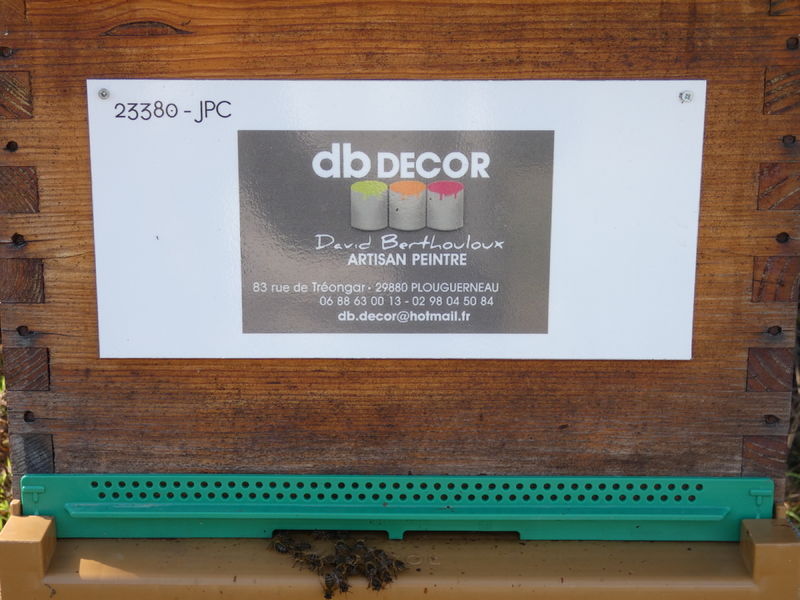 23380 - JPC
db DECOR
David Berthouloux
ARTISAN PEINTRE
83 rue de Tréongar • 29880 PLOUGUERNEAU
06 88 63 00 13 - 02 98 04 50 84
db.decor@hotmail.fr